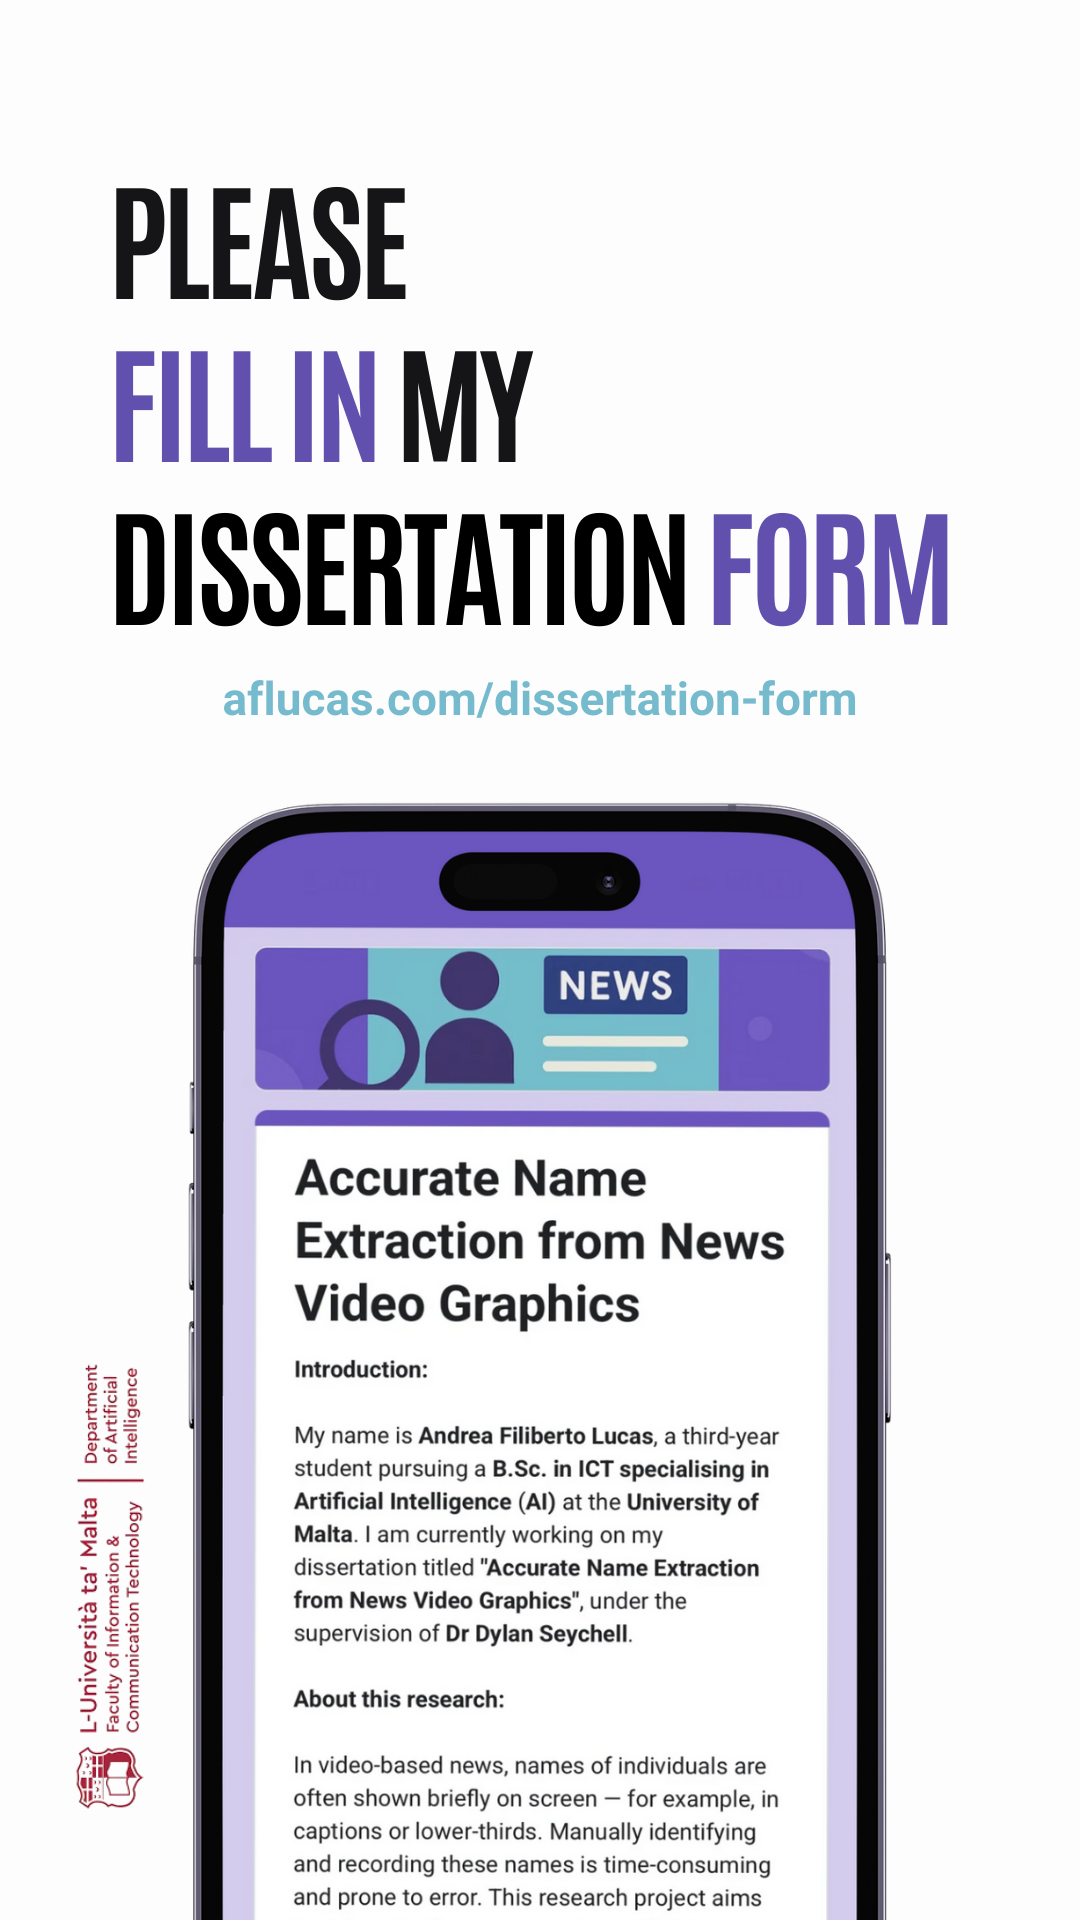 PLEASE
FILL IN MY
DISSERTATION FORM
aflucas.com/dissertation-form
NEWS
Accurate Name
Extraction from News
Video Graphics
Introduction:
My name is Andrea Filiberto Lucas, a third-year
student pursuing a B.Sc. in ICT specialising in
Artificial Intelligence (AI) at the University of
Malta. I am currently working on my
dissertation titled "Accurate Name Extraction
from News Video Graphics", under the
supervision of Dr Dylan Seychell.
About this research:
In video-based news, names of individuals are
often shown briefly on screen — for example, in
captions or lower-thirds. Manually identifying
and recording these names is time-consuming
and prone to error. This research project aims
L-Università ta' Malta
Faculty of Information &
Communication Technology
Department
of Artificial
Intelligence